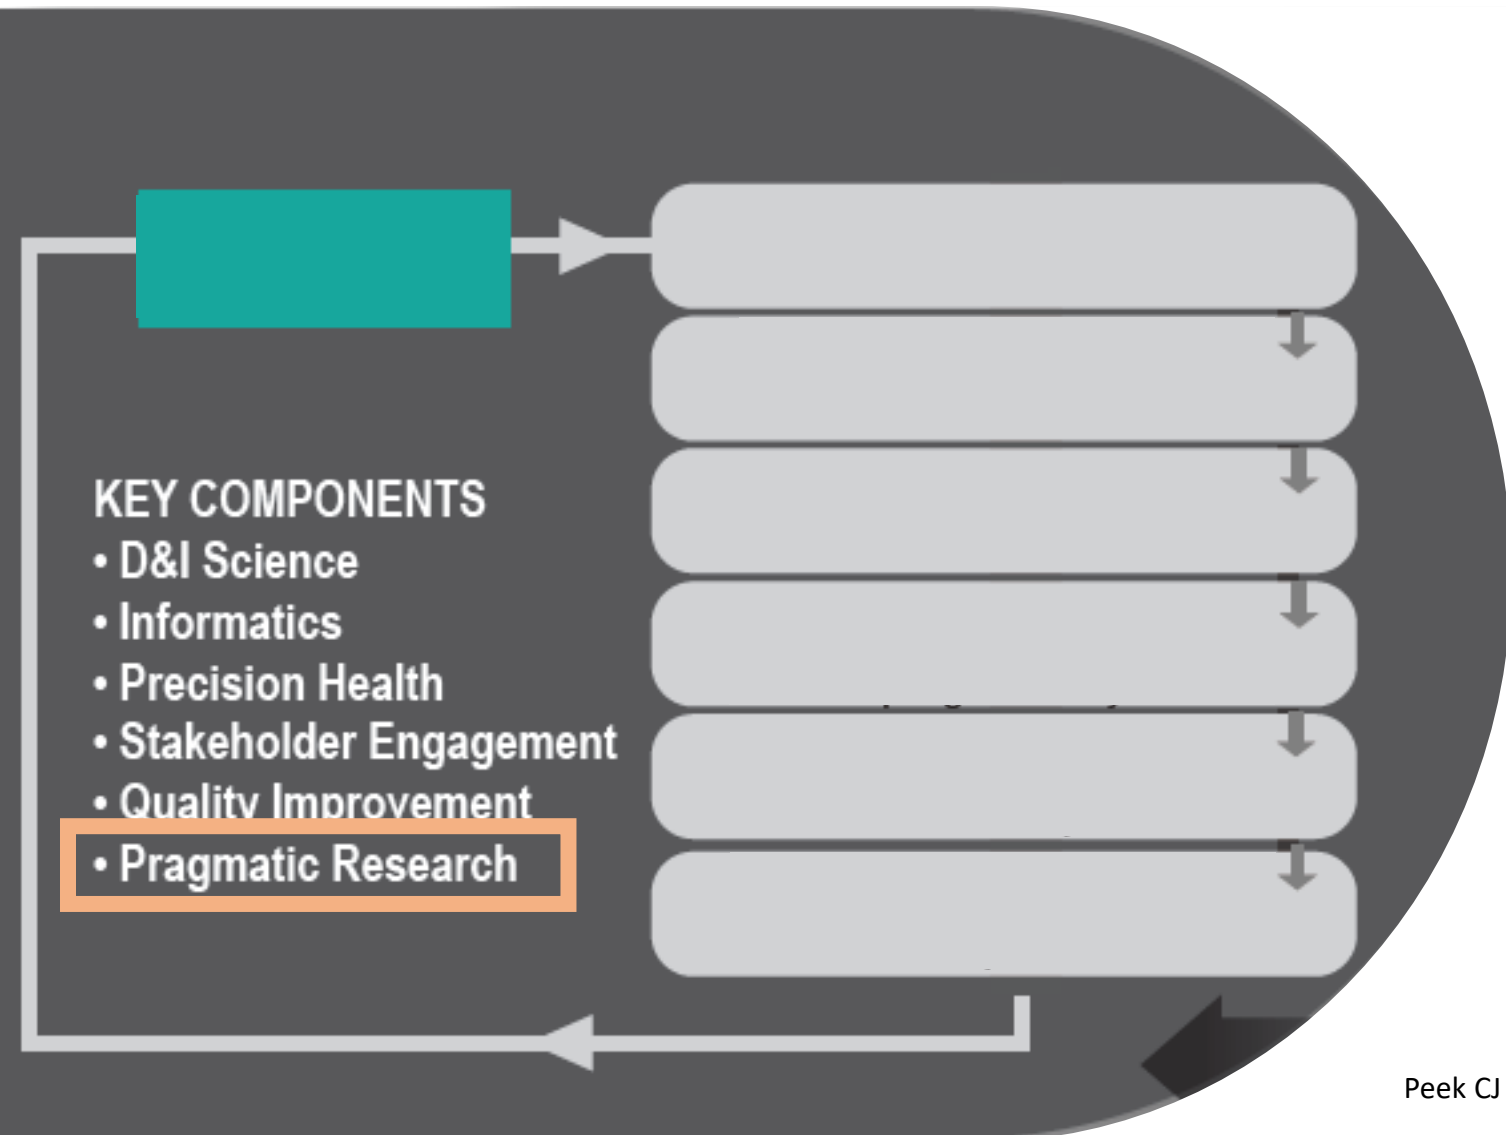 KEY COMPONENTS
• D&I Science
• Informatics
• Precision Health
• Stakeholder Engagement
• Quality Improvement
• Pragmatic Research
Peek CJ